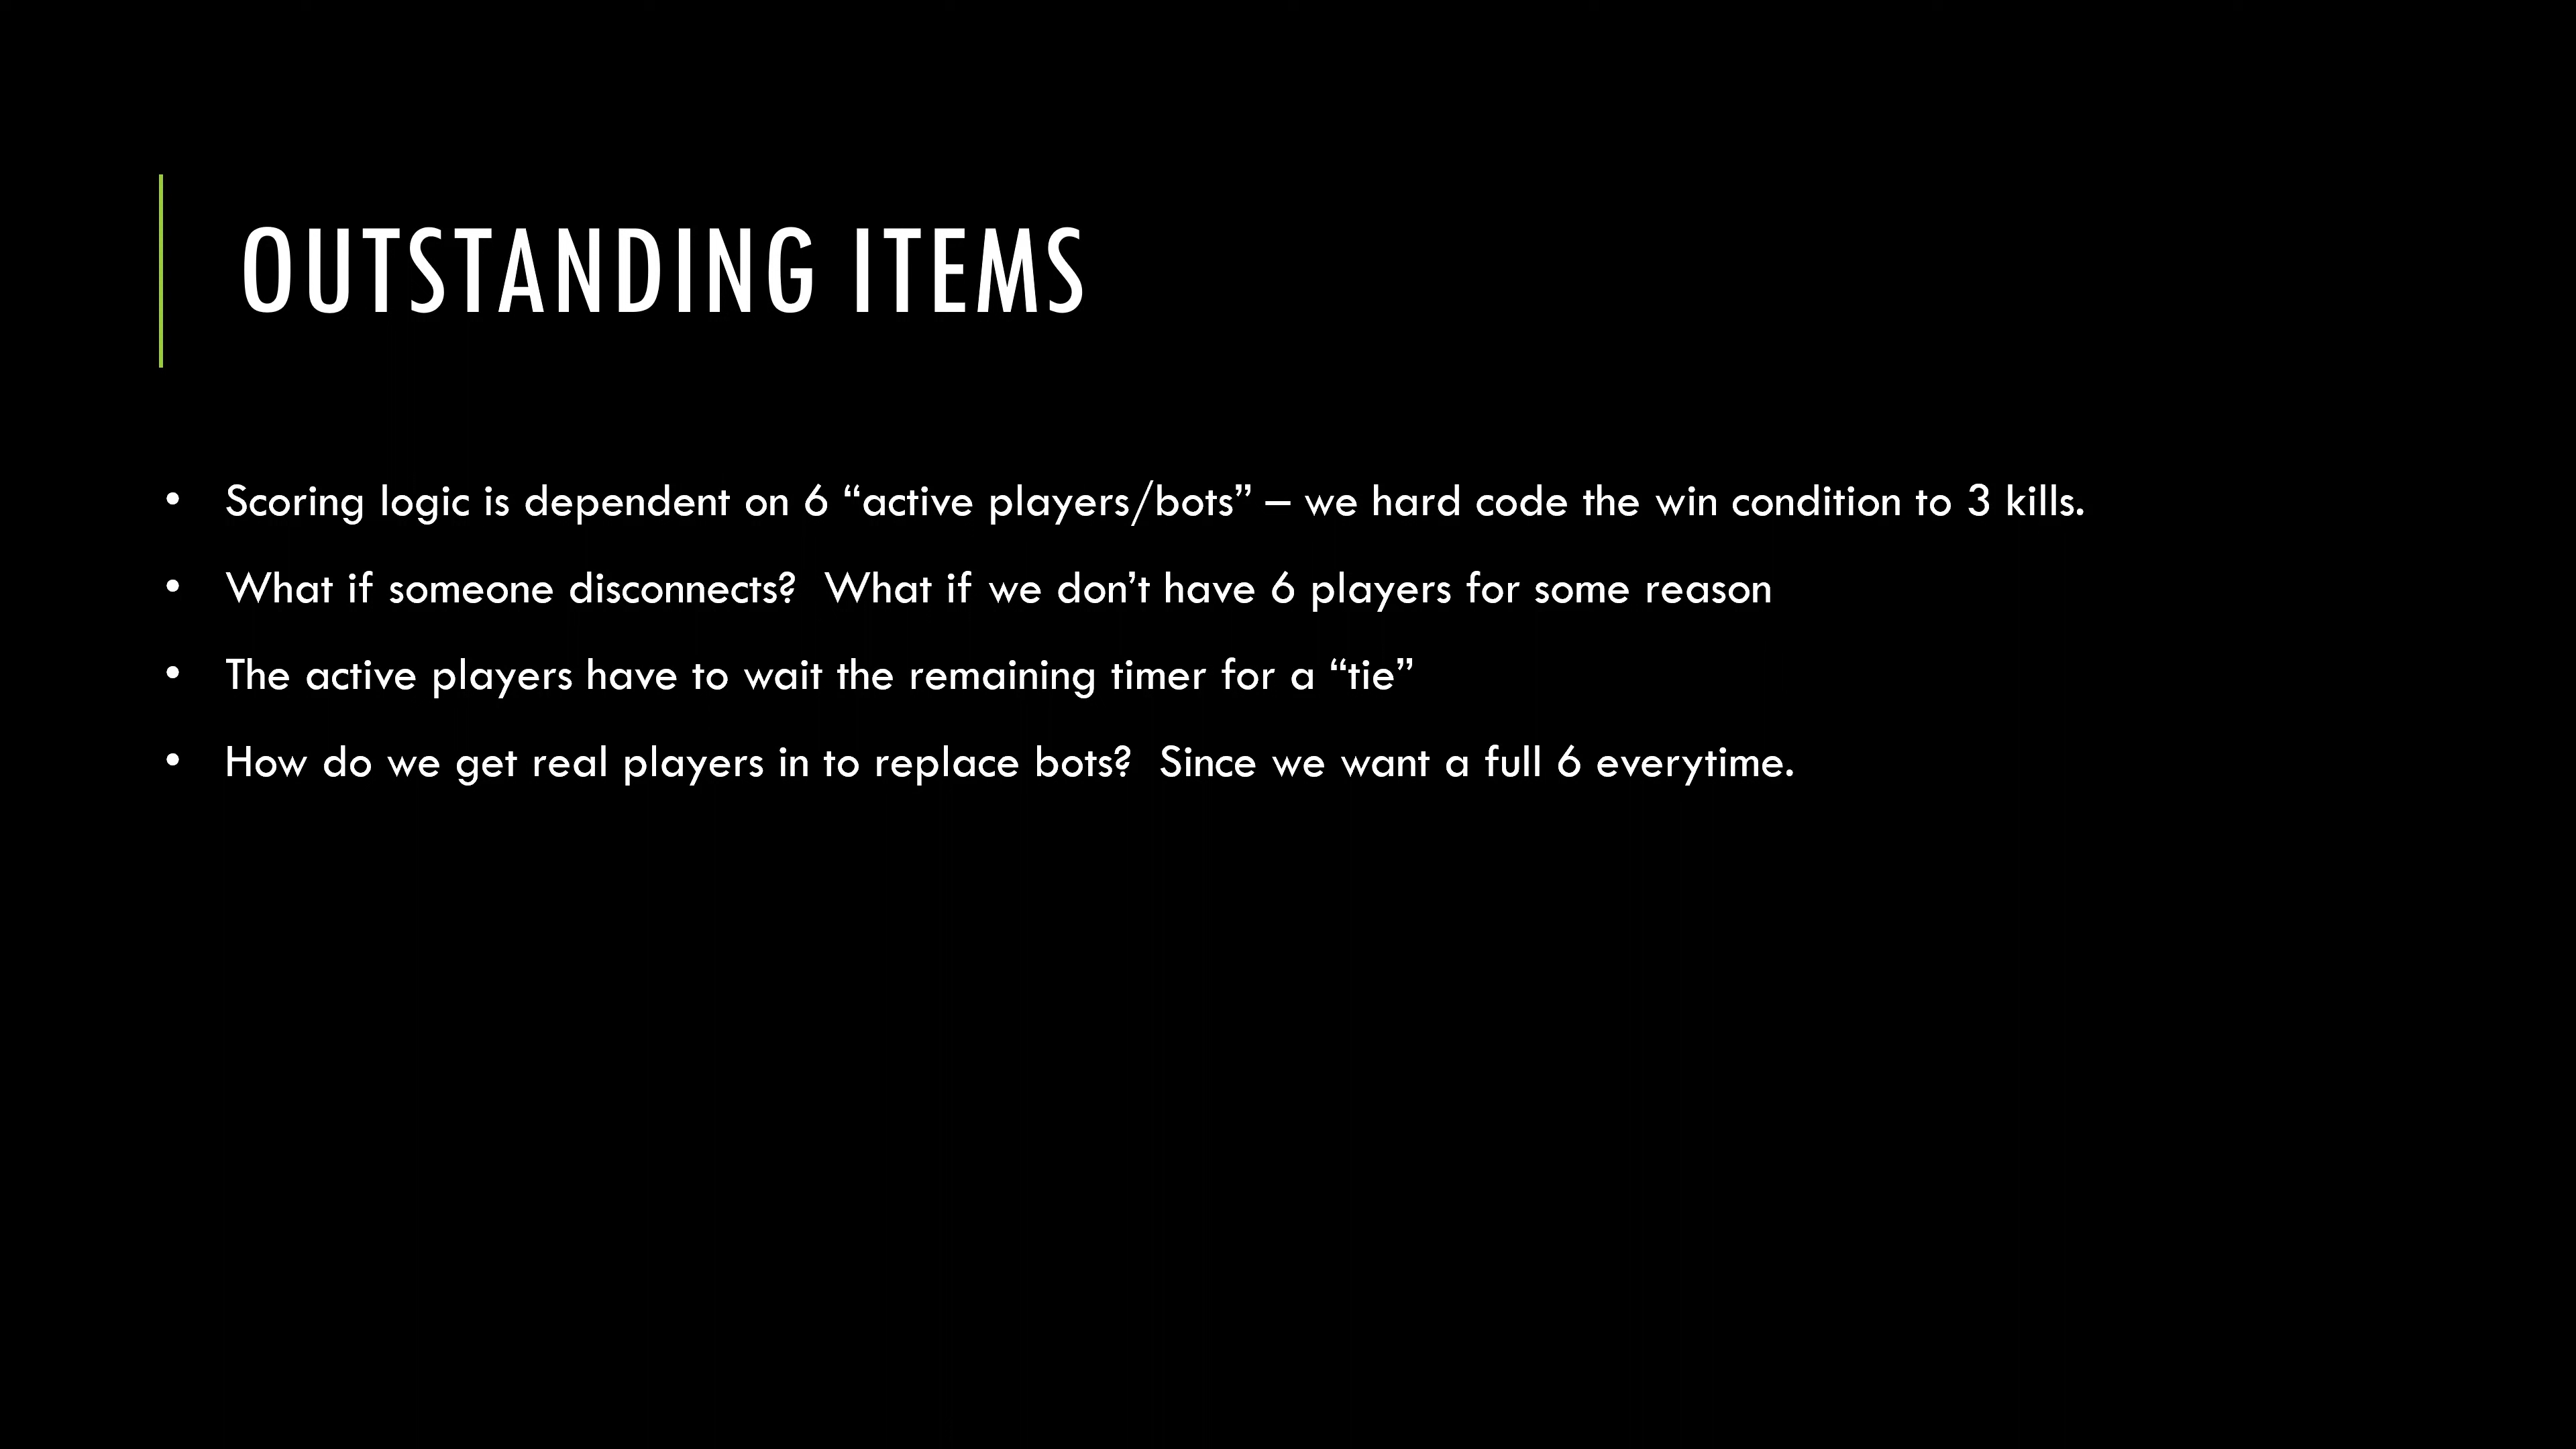 OUTSTANDING ITEMS
• Scoring logic is dependent on 6 “active players/bots” – we hard code the win condition to 3 kills.
• What if someone disconnects?  What if we don’t have 6 players for some reason
• The active players have to wait the remaining timer for a “tie”
• How do we get real players in to replace bots?  Since we want a full 6 everytime.